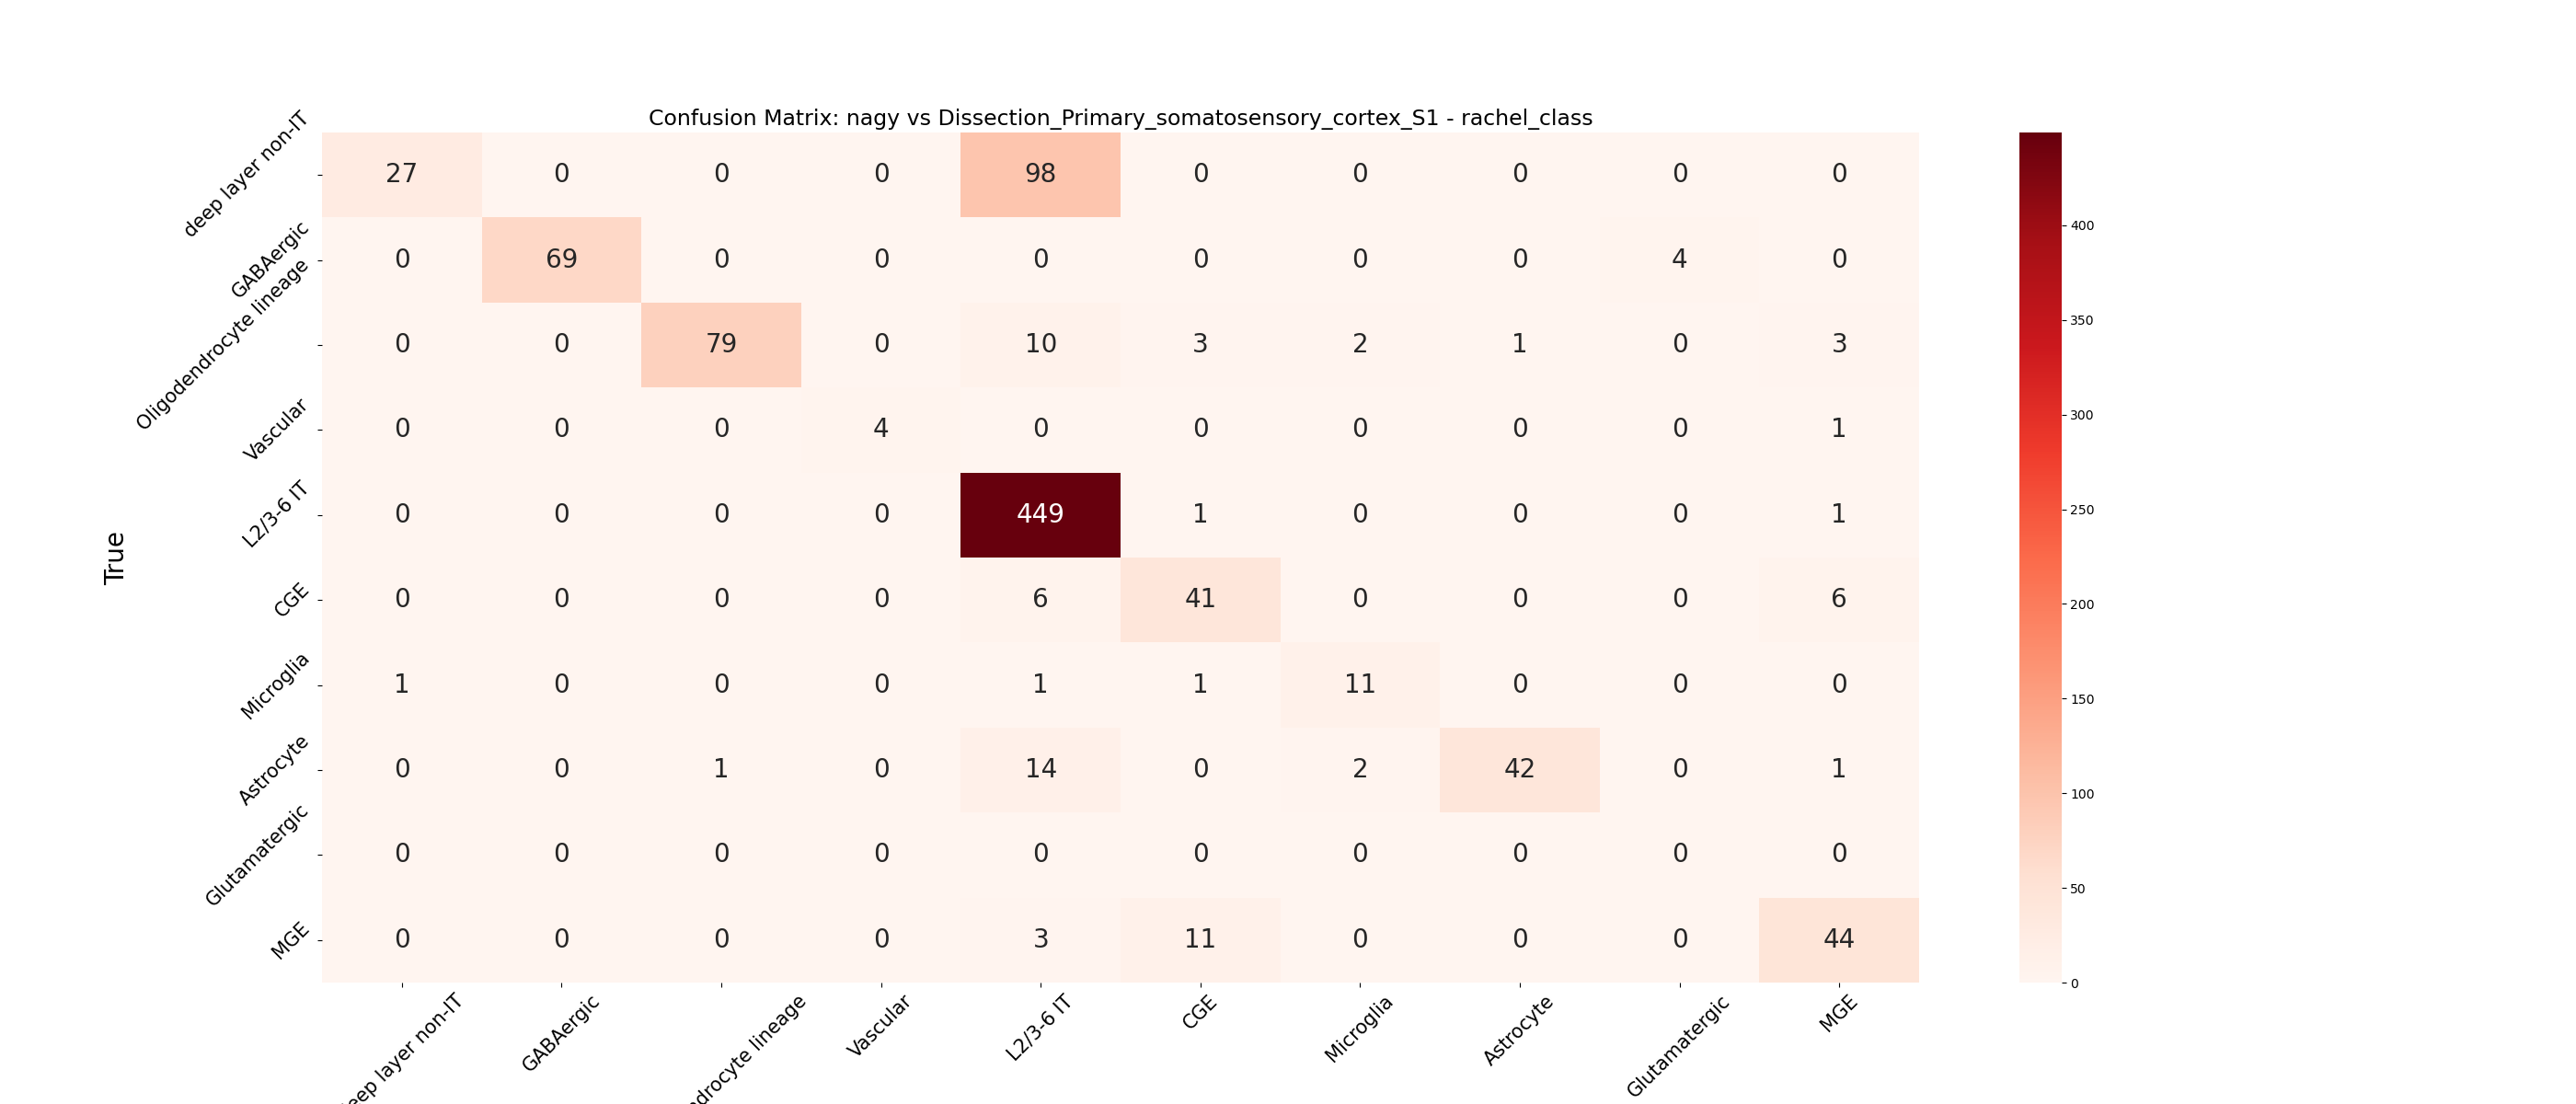 Confusion Matrix: nagy vs Dissection_Primary_somatosensory_cortex_S1 - rachel_class
True
deep layer non-IT 27 0 0 0 98 0 0 0 0 0
GABAergic 0 69 0 0 0 0 0 0 4 0
Oligodendrocyte lineage 0 0 79 0 10 3 2 1 0 3
Vascular 0 0 0 4 0 0 0 0 0 1
L2/3-6 IT 0 0 0 0 449 1 0 0 0 1
CGE 0 0 0 0 6 41 0 0 0 6
Microglia 1 0 0 0 1 1 11 0 0 0
Astrocyte 0 0 1 0 14 0 2 42 0 1
Glutamatergic 0 0 0 0 0 0 0 0 0 0
MGE 0 0 0 0 3 11 0 0 0 44
layer non-IT GABAergic lineage Vascular L2/3-6 IT CGE Microglia Astrocyte Glutamatergic MGE
400
350
300
250
200
150
100
50
0